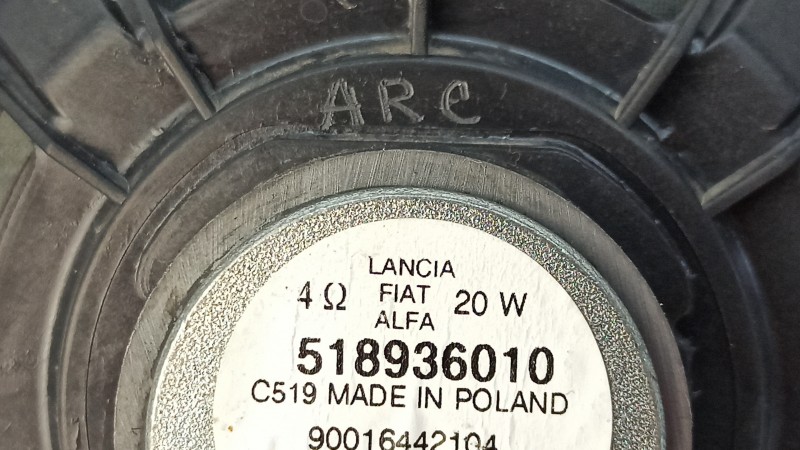 ARC
LANCIA
4 Ω FIAT 20 W
ALFA
518936010
C519 MADE IN POLAND
90016442104